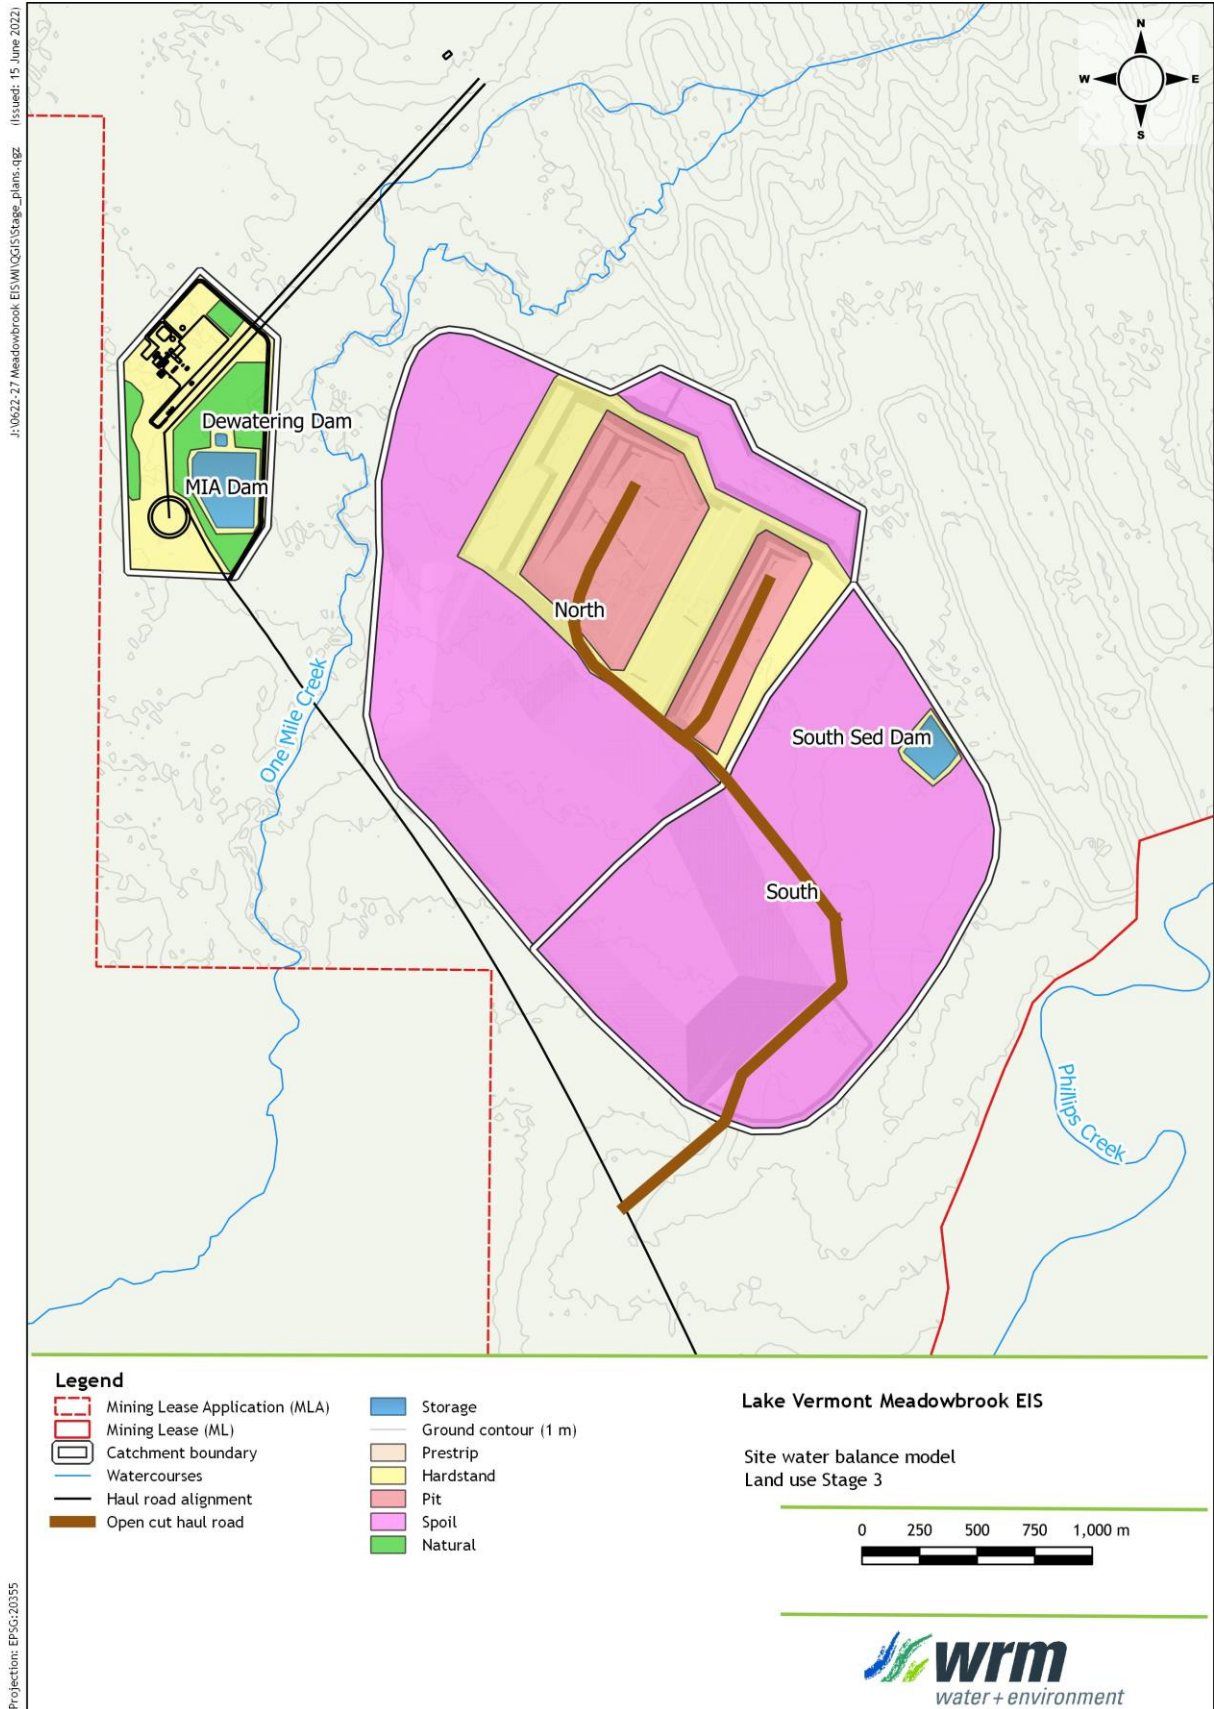 J:\0622-27 Meadowbrook EIS\WI\QGIS\Stage_plans.qgz (Issued: 15 June 2022)
N
W E
S
Dewatering Dam
MIA Dam
North
One Mile Creek
South Sed Dam
South
Phillips Creek
Legend
Mining Lease Application (MLA)
Mining Lease (ML)
Catchment boundary
Watercourses
Haul road alignment
Open cut haul road
Storage
Ground contour (1 m)
Prestrip
Hardstand
Pit
Spoil
Natural
Lake Vermont Meadowbrook EIS
Site water balance model
Land use Stage 3
0 250 500 750 1,000 m
Projection: EPSG:20355
wrm
water + environment